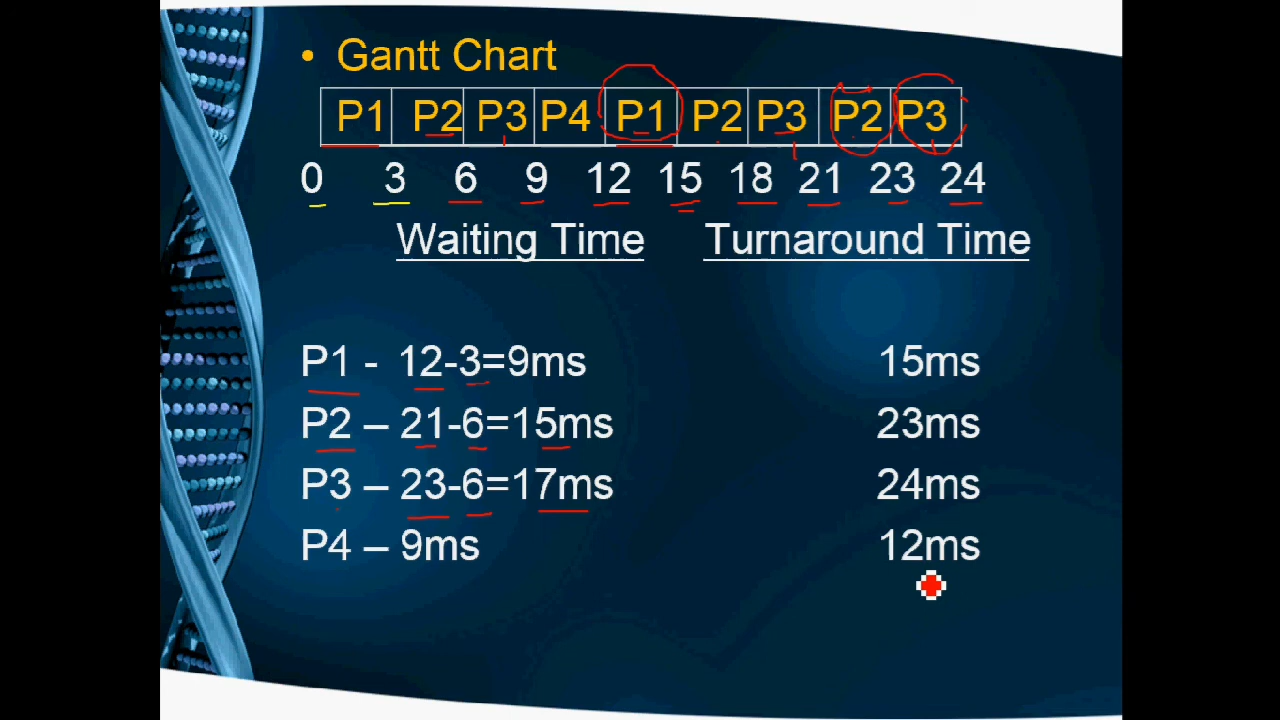 • Gantt Chart
P1 P2 P3 P4 P1 P2 P3 P2 P3
0 3 6 9 12 15 18 21 23 24
Waiting Time Turnaround Time
P1 - 12-3=9ms 15ms
P2 – 21-6=15ms 23ms
P3 – 23-6=17ms 24ms
P4 – 9ms 12ms